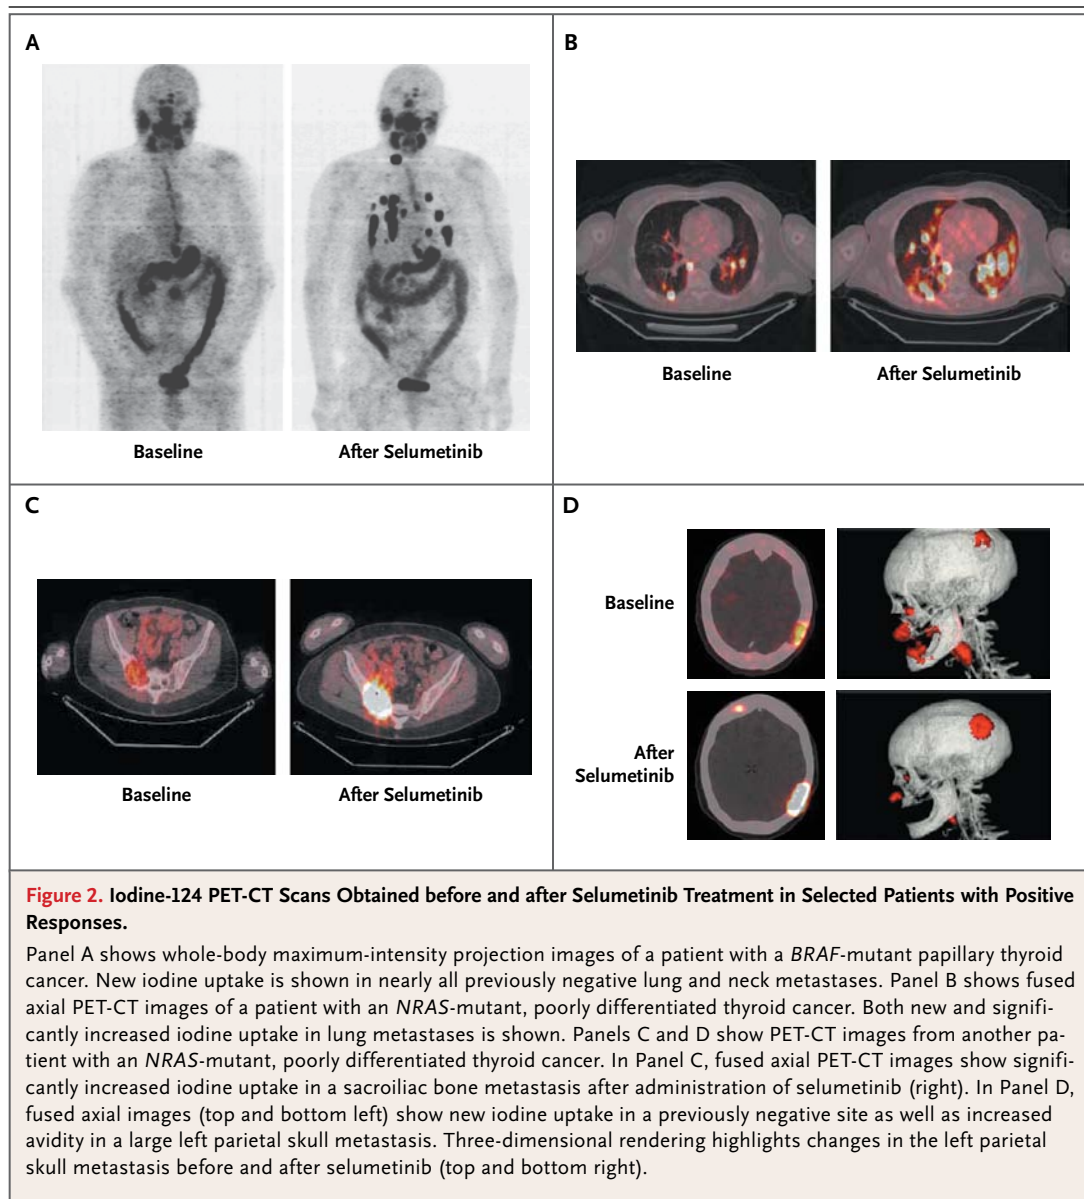 A
Baseline
After Selumetinib
B
Baseline
After Selumetinib
C
Baseline
After Selumetinib
D
Baseline
After
Selumetinib
Figure 2. Iodine-124 PET-CT Scans Obtained before and after Selumetinib Treatment in Selected Patients with Positive
Responses.
Panel A shows whole-body maximum-intensity projection images of a patient with a BRAF-mutant papillary thyroid
cancer. New iodine uptake is shown in nearly all previously negative lung and neck metastases. Panel B shows fused
axial PET-CT images of a patient with an NRAS-mutant, poorly differentiated thyroid cancer. Both new and signifi-
cantly increased iodine uptake in lung metastases is shown. Panels C and D show PET-CT images from another pa-
tient with an NRAS-mutant, poorly differentiated thyroid cancer. In Panel C, fused axial PET-CT images show signifi-
cantly increased iodine uptake in a sacroiliac bone metastasis after administration of selumetinib (right). In Panel D,
fused axial images (top and bottom left) show new iodine uptake in a previously negative site as well as increased
avidity in a large left parietal skull metastasis. Three-dimensional rendering highlights changes in the left parietal
skull metastasis before and after selumetinib (top and bottom right).